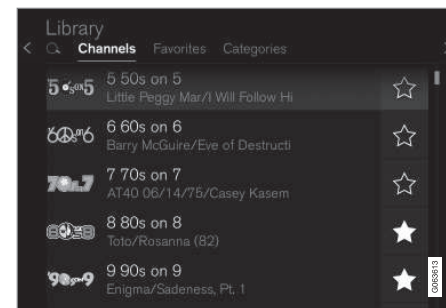 Library
Channels Favorites Categories
5 50s on 5
Little Peggy Mar/I Will Follow Hi
6 60s on 6
Barry McGuire/Eve of Destructi
7 70s on 7
AT40 06/14/75/Casey Kasem
8 80s on 8
Toto/Rosanna (82)
9 90s on 9
Enigma/Sadeness, Pt. 1
G063613